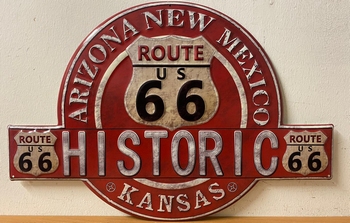 ARIZONA NEW MEXICO
ROUTE
US
66
ROUTE
US
66
HISTORIC
ROUTE
US
66
KANSAS